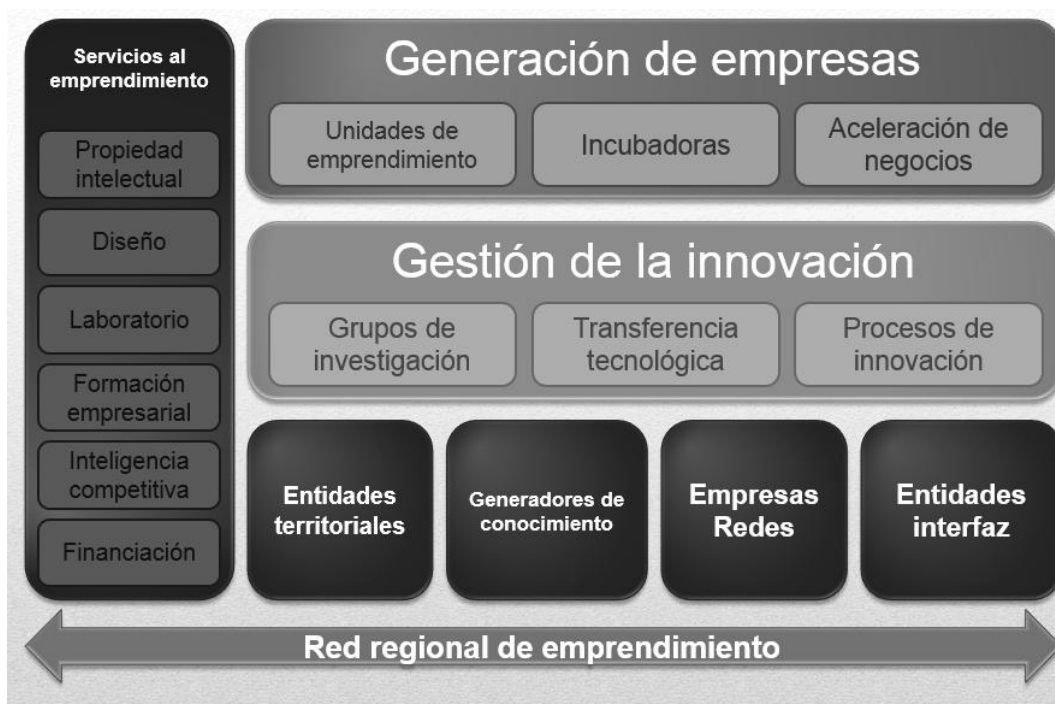 Servicios al
emprendimiento
Propiedad
intelectual
Diseño
Laboratorio
Formación
empresarial
Inteligencia
competitiva
Financiación
Generación de empresas
Unidades de
emprendimiento
Incubadoras
Aceleración de
negocios
Gestión de la innovación
Grupos de
investigación
Transferencia
tecnológica
Procesos de
innovación
Entidades
territoriales
Generadores de
conocimiento
Empresas
Redes
Entidades
interfaz
Red regional de emprendimiento